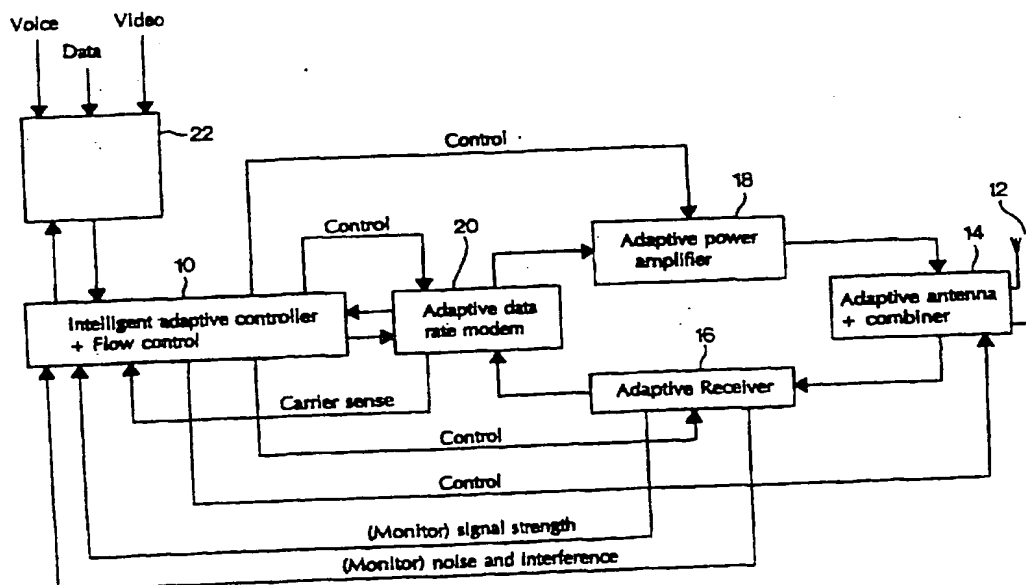 Voice
Video
Data
22
Control
18
12
Control
20
Adaptive power
amplifier
14
10
Intelligent adaptive controller
+ Flow control
Adaptive data
rate modem
Adaptive antenna
+ combiner
16
Adaptive Receiver
Carrier sense
Control
Control
(Monitor) signal strength
(Monitor) noise and interference